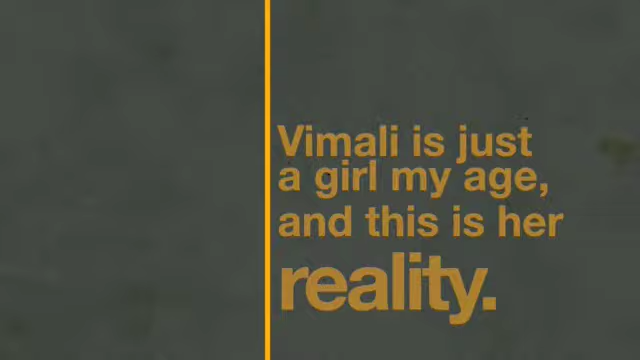 Vimali is just
a girl my age,
and this is her
reality.